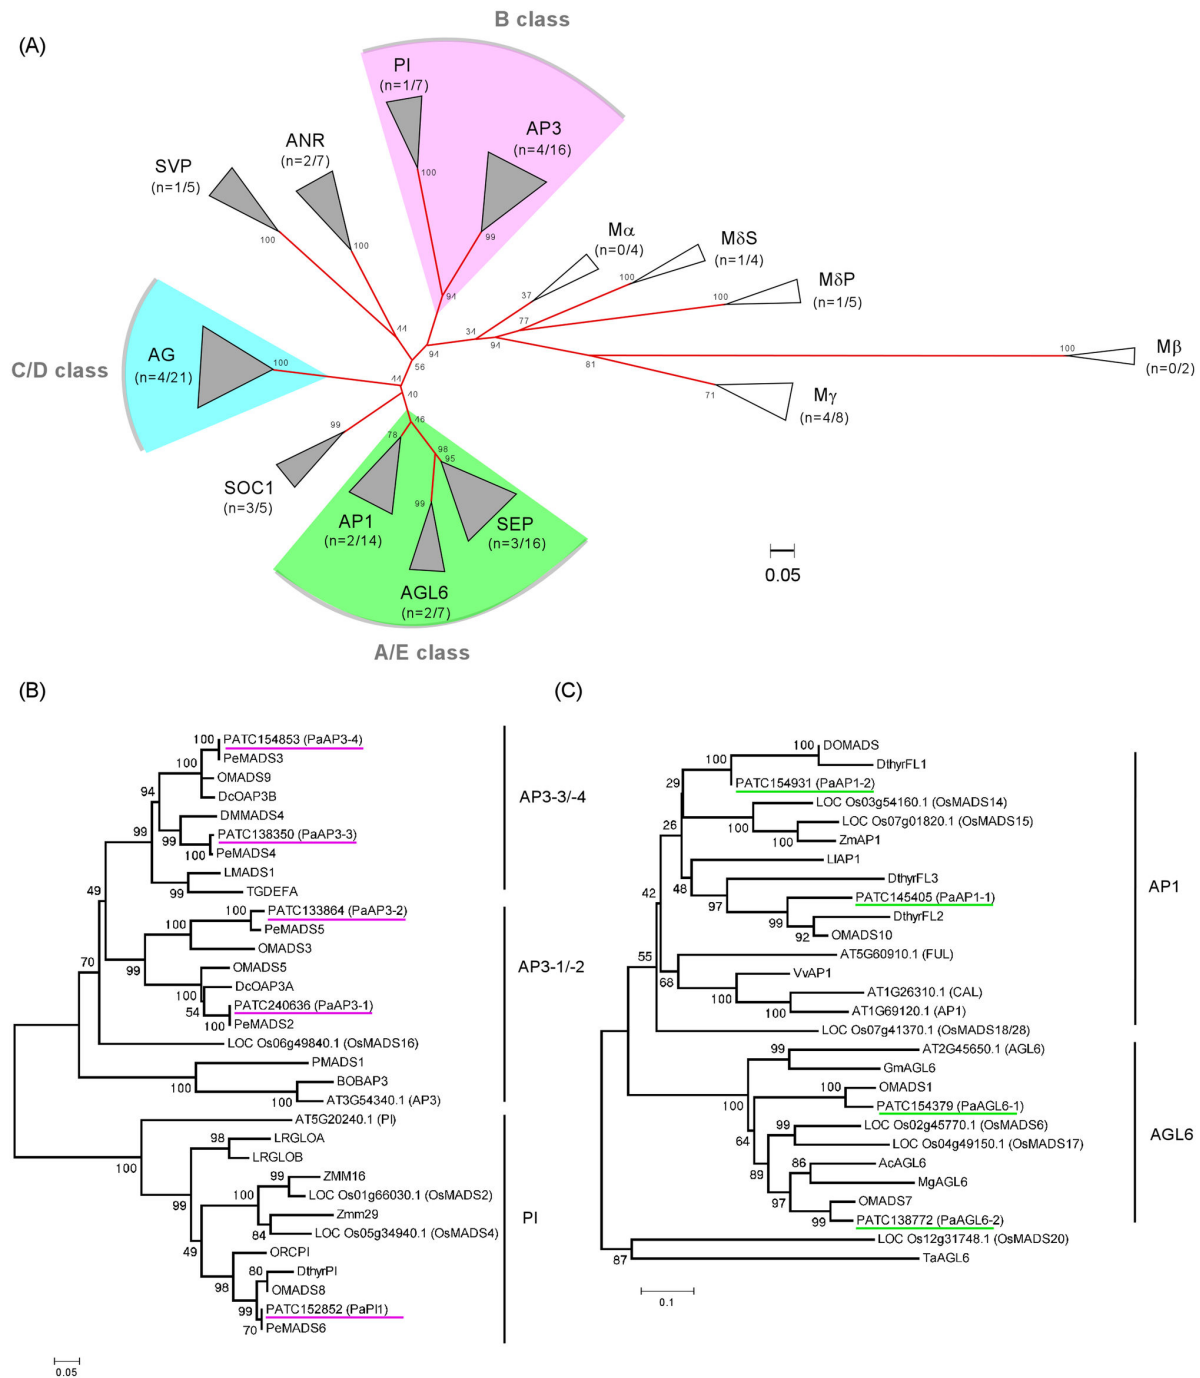 (A)
B class
PI
(n=1/7)
AP3
(n=4/16)
ANR
(n=2/7)
SVP
(n=1/5)
100
100
99
100
100
94
Mα
(n=0/4)
MδS
(n=1/4)
MδP
(n=1/5)
Mβ
(n=0/2)
Mγ
(n=4/8)
37
100
100
100
34
77
94
81
71
44
94
56
44
40
46
C/D class
AG
(n=4/21)
100
99
SOC1
(n=3/5)
78
98
95
99
AP1
(n=2/14)
SEP
(n=3/16)
AGL6
(n=2/7)
A/E class
0.05
(B)
100 PATC154853 (PaAP3-4)
PeMADS3
100
OMADS9
DcOAP3B
94
DMMADS4
99
PATC138350 (PaAP3-3)
100
PeMADS4
99
LMADS1
99
TGDEFA
AP3-3/-4
49
100 PATC133864 (PaAP3-2)
PeMADS5
100
OMADS3
99
OMADS5
DcOAP3A
100
54
PATC240636 (PaAP3-1)
100 PeMADS2
AP3-1/-2
70
LOC Os06g49840.1 (OsMADS16)
PMADS1
100
BOBAP3
100
AT3G54340.1 (AP3)
AT5G20240.1 (PI)
100
98 LRGLOA
LRGLOB
99
99 ZMM16
LOC Os01g66030.1 (OsMADS2)
100
Zmm29
84 LOC Os05g34940.1 (OsMADS4)
PI
49
ORCPI
98
80 DthyrPI
OMADS8
99
PATC152852 (PaPI1)
70 PeMADS6
0.05
(C)
100 DOMADS
DthyrFL1
100
PATC154931 (PaAP1-2)
29
LOC Os03g54160.1 (OsMADS14)
100
LOC Os07g01820.1 (OsMADS15)
100 ZmAP1
26
LIAP1
48
DthyrFL3
97
PATC145405 (PaAP1-1)
99
DthyrFL2
92 OMADS10
42
AT5G60910.1 (FUL)
68
VvAP1
100
AT1G26310.1 (CAL)
100 AT1G69120.1 (AP1)
55
LOC Os07g41370.1 (OsMADS18/28)
AP1
99 AT2G45650.1 (AGL6)
GmAGL6
100
100 OMADS1
PATC154379 (PaAGL6-1)
64
99 LOC Os02g45770.1 (OsMADS6)
LOC Os04g49150.1 (OsMADS17)
89
86 AcAGL6
MgAGL6
97
OMADS7
99 PATC138772 (PaAGL6-2)
AGL6
LOC Os12g31748.1 (OsMADS20)
87 TaAGL6
0.1